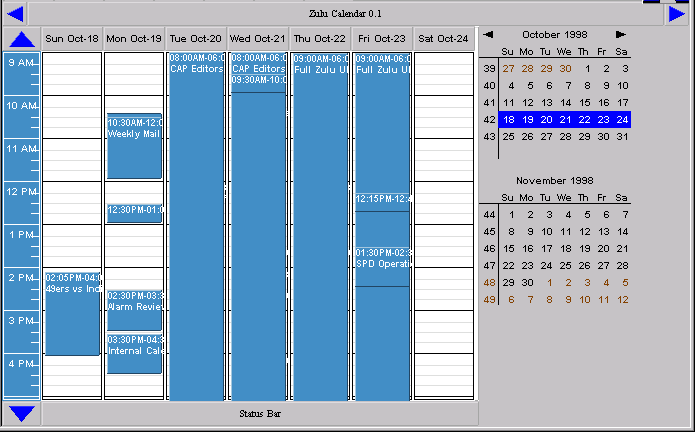 Zulu Calendar 0.1
Sun Oct-18 Mon Oct-19 Tue Oct-20 Wed Oct-21 Thu Oct-22 Fri Oct-23 Sat Oct-24
9 AM
10 AM
11 AM
12 PM
1 PM
2 PM
3 PM
4 PM
02:05PM-04:0
49ers vs Indi
10:30AM-12:0
Weekly Mail
12:30PM-01:0
02:30PM-03:3
Alarm Review
03:30PM-04:
Internal Cale
08:00AM-06:0
CAP Editors
08:00AM-06:0
CAP Editors
09:30AM-10:0
09:00AM-06:0
Full Zulu UI
09:00AM-06:0
Full Zulu UI
12:15PM-12:4
01:30PM-02:3
SPD Operati
Status Bar
October 1998
Su Mo Tu We Th Fr Sa
39 27 28 29 30 1 2 3
40 4 5 6 7 8 9 10
41 11 12 13 14 15 16 17
42 18 19 20 21 22 23 24
43 25 26 27 28 29 30 31
November 1998
Su Mo Tu We Th Fr Sa
44 1 2 3 4 5 6 7
45 8 9 10 11 12 13 14
46 15 16 17 18 19 20 21
47 22 23 24 25 26 27 28
48 29 30 1 2 3 4 5
49 6 7 8 9 10 11 12